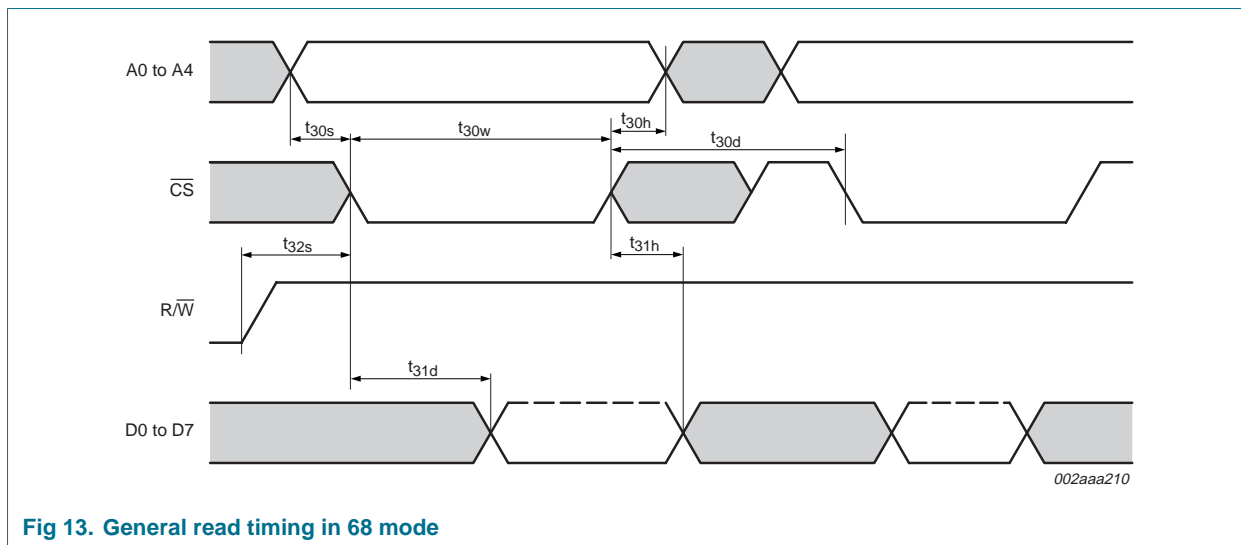 A0 to A4
t30s
t30w
t30h
t30d
CS
t32s
t31h
R/W
t31d
D0 to D7
002aaa210
Fig 13. General read timing in 68 mode